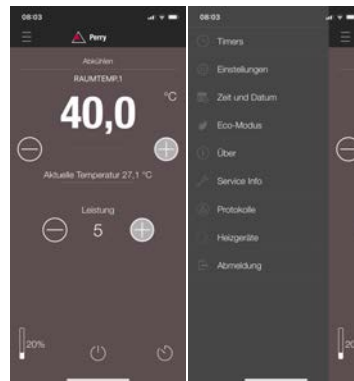 08:03
Perry
Abkühlen
RAUMTEMP.1
40,0 °C
Aktuelle Temperatur 27,1 °C
Leistung
5
20%
08:03
Timers
Einstellungen
Zeit und Datum
Eco-Modus
Über
Service Info
Protokolle
Heizgeräte
Abmeldung
20